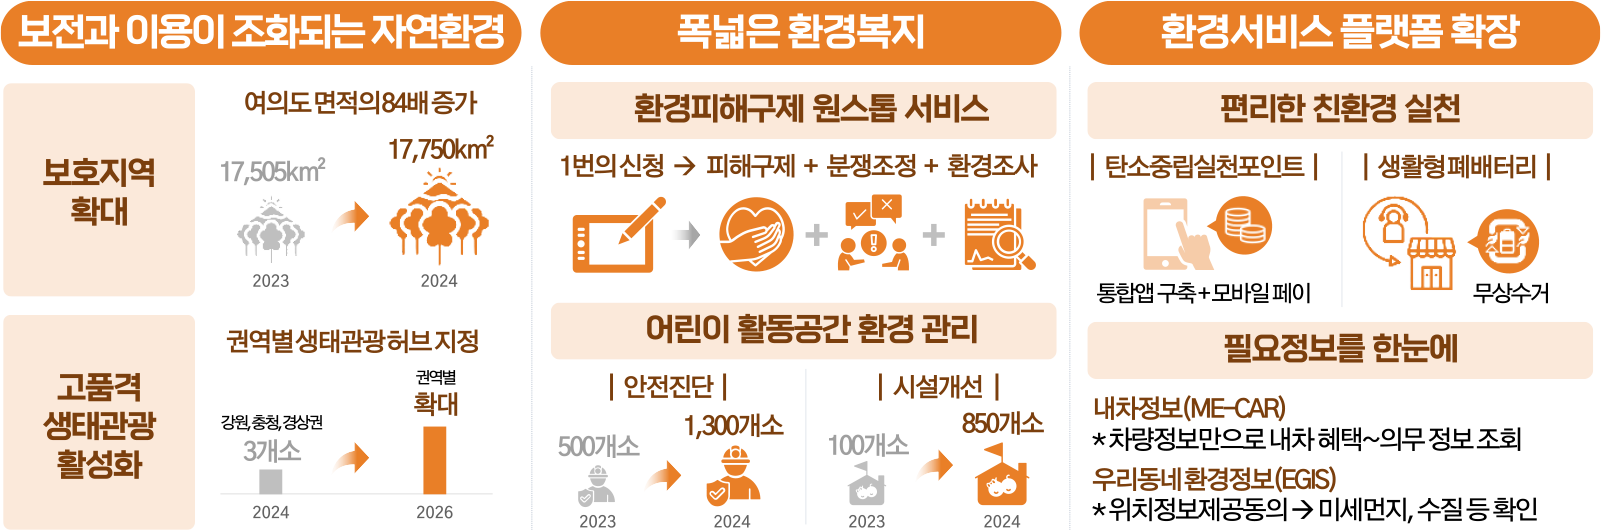 보전과 이용이 조화되는 자연환경
보호지역
확대
여의도 면적의 84배 증가
17,505km²
17,750km²
2023
2024
고품격
생태관광
활성화
권역별 생태관광 허브 지정
강원, 충청, 경상권
3개소
권역별
확대
2024
2026
폭넓은 환경복지
환경피해구제 원스톱 서비스
1번의 신청 → 피해구제 + 분쟁조정 + 환경조사
어린이 활동공간 환경 관리
| 안전진단 |
500개소
1,300개소
2023
2024
| 시설개선 |
100개소
850개소
2023
2024
환경서비스 플랫폼 확장
편리한 친환경 실천
| 탄소중립실천포인트 |
통합앱 구축 + 모바일 페이
| 생활형 폐배터리 |
무상수거
필요정보를 한눈에
내차정보(ME-CAR)
* 차량정보만으로 내차 혜택~의무 정보 조회
우리동네 환경정보(EGIS)
* 위치정보제공동의 → 미세먼지, 수질 등 확인